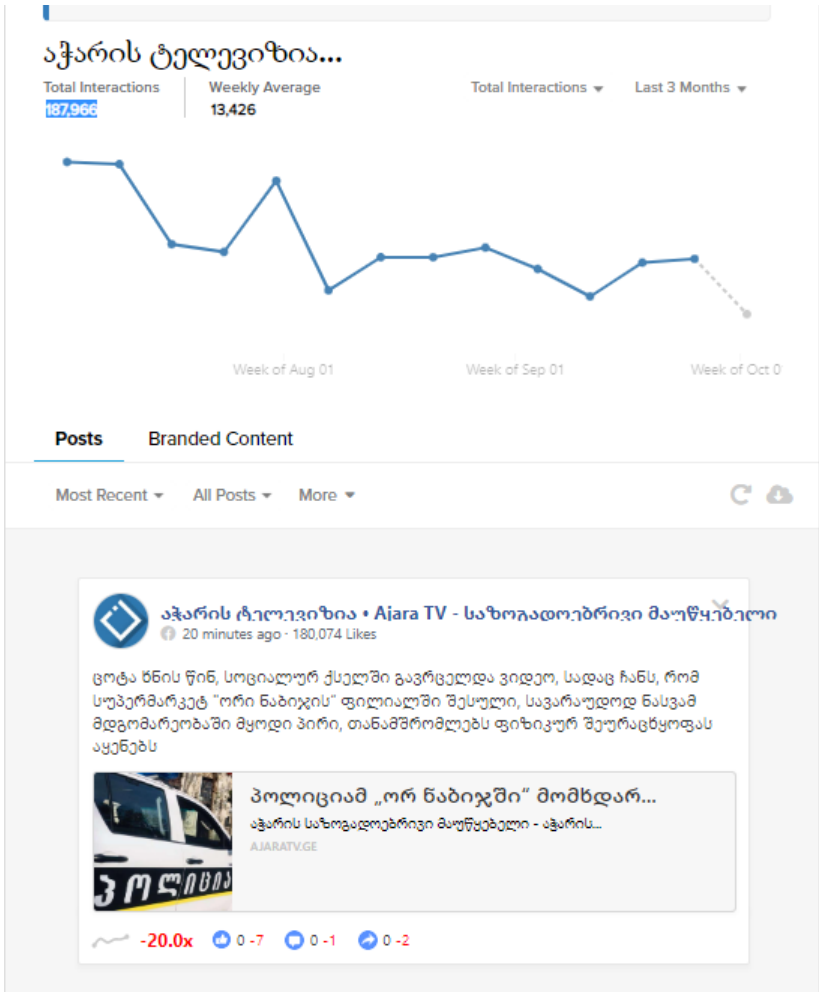 აჭარის ტელევიზია...
Total Interactions
Weekly Average
Total Interactions
Last 3 Months
187,966
13,426
Week of Aug 01
Week of Sep 01
Week of Oct 0
Posts
Branded Content
Most Recent
All Posts
More
აჭარის ტელევიზია • Ajara TV - საზოგადოებრივი მაუწყებელი
20 minutes ago · 180,074 Likes
ცოტა ხნის წინ, სოციალურ ქსელში გავრცელდა ვიდეო, სადაც ჩანს, რომ
სუპერმარკეტ "ორი ნაბიჯის" ფილიალში შესული, სავარაუდოდ ნასვამ
მდგომარეობაში მყოფი პირი, თანამშრომლებს ფიზიკურ შეურაცხყოფას
აყენებს
პოლიციამ „ორ ნაბიჯში“ მომხდარ...
აჭარის საზოგადოებრივი მაუწყებელი - აჭარის...
AJARATV.GE
პოლიცია
-20.0x
0 -7
0 -1
0 -2